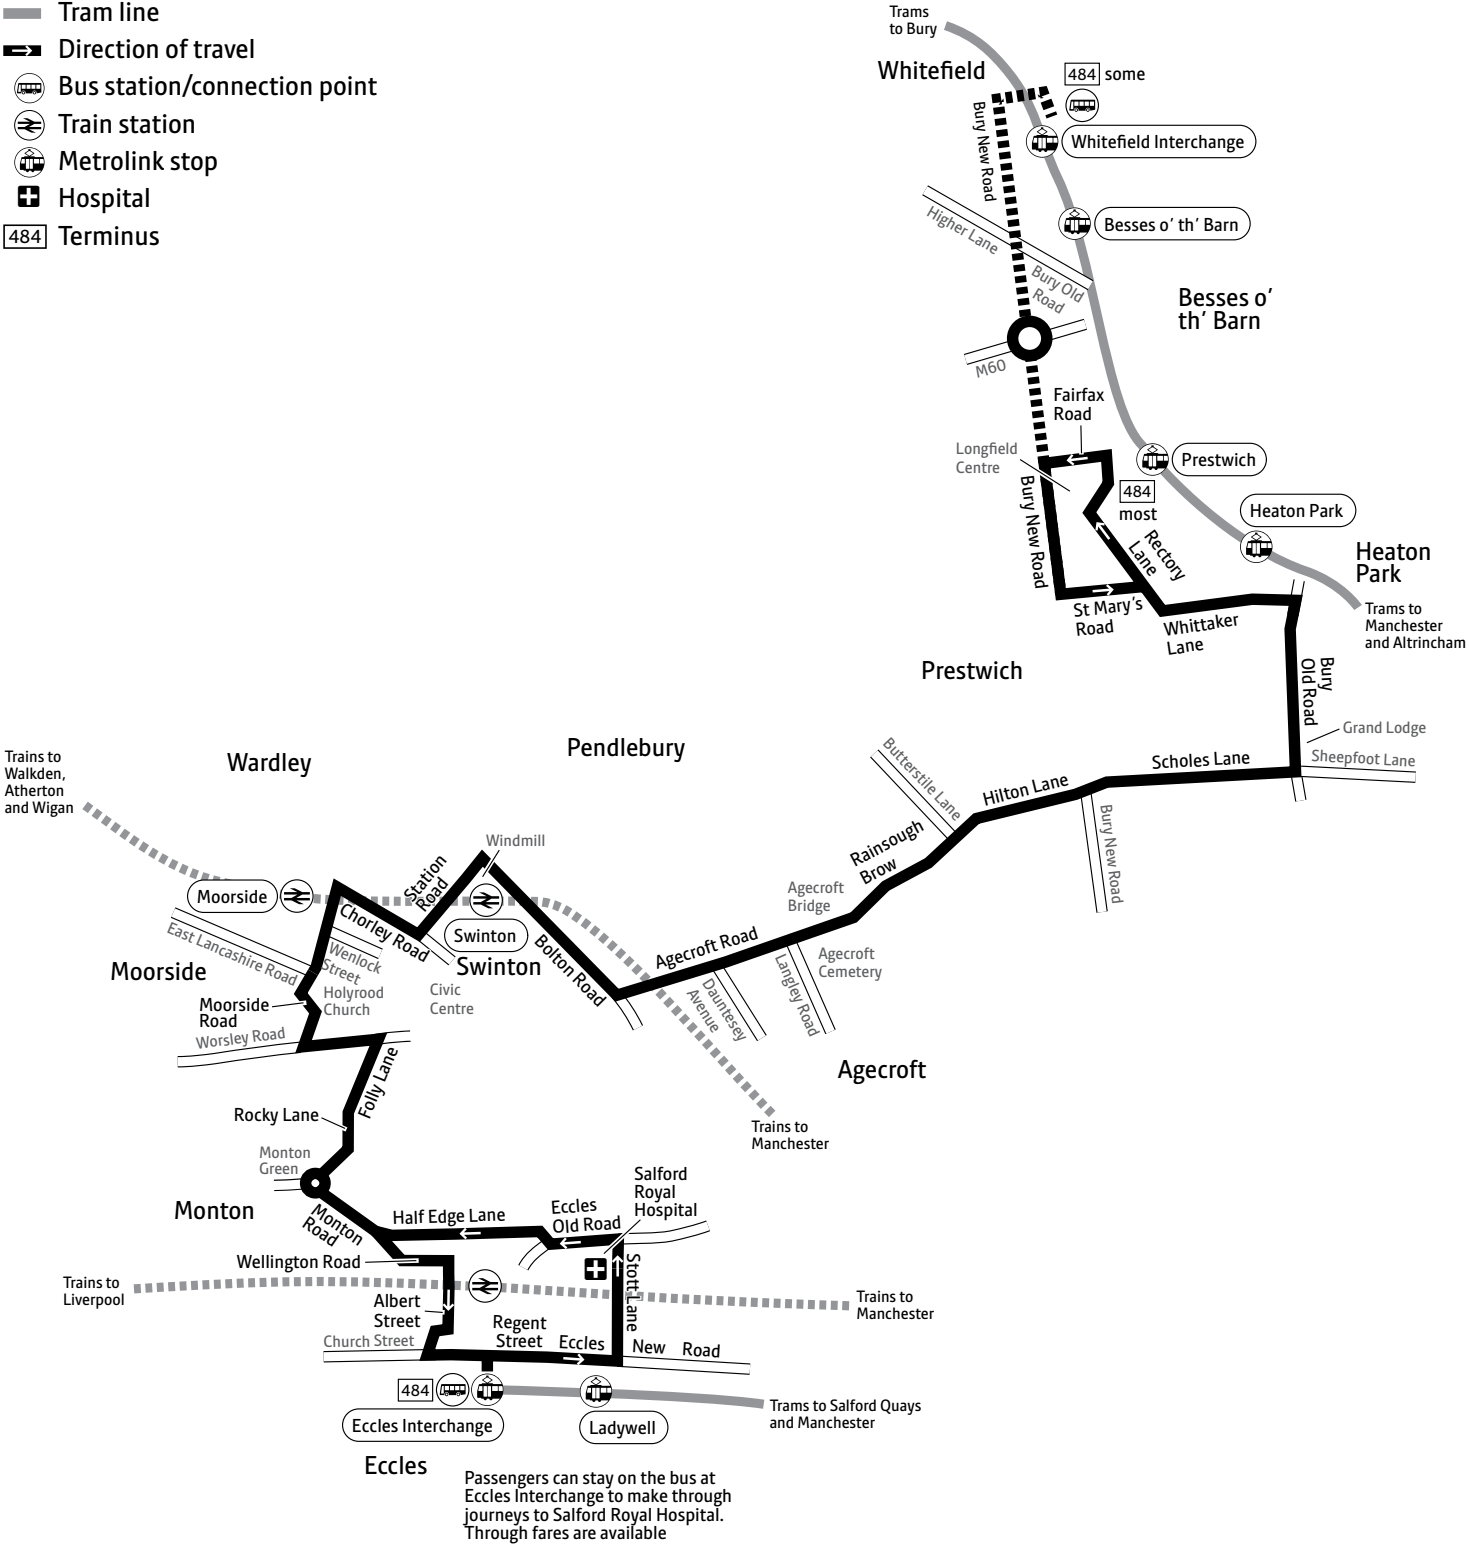 Tram line
Direction of travel
Bus station/connection point
Train station
Metrolink stop
Hospital
484 Terminus
Trams
to Bury
Whitefield
484 some
Whitefield Interchange
Bury New Road
Besses o' th' Barn
Higher Lane
Bury Old
Road
Besses o'
th' Barn
M60
Fairfax
Road
Longfield
Centre
Prestwich
484
most
Heaton Park
Bury New Road
Rectory
Lane
Heaton
Park
St Mary's
Road
Whittaker
Lane
Trams to
Manchester
and Altrincham
Prestwich
Bury
Old Road
Grand Lodge
Sheepfoot Lane
Scholes Lane
Hilton Lane
Butterstile Lane
Bury New Road
Rainsough
Brow
Pendlebury
Wardley
Trains to
Walkden,
Atherton
and Wigan
Windmill
Station
Road
Moorside
Chorley Road
Swinton
Agecroft
Bridge
Agecroft Road
Agecroft
Cemetery
East Lancashire Road
Wenlock
Street
Swinton
Bolton Road
Langley Road
Dauntesey
Avenue
Moorside
Civic
Centre
Holyrood
Church
Moorside
Road
Worsley Road
Agecroft
Folly Lane
Rocky Lane
Trains to
Manchester
Monton
Green
Monton
Monton
Road
Half Edge Lane
Eccles
Old Road
Salford
Royal
Hospital
Wellington Road
Stott Lane
Trains to
Liverpool
Trains to
Manchester
Albert
Street
Church Street
Regent
Street
Eccles New Road
484
Eccles Interchange
Ladywell
Trams to Salford Quays
and Manchester
Eccles
Passengers can stay on the bus at
Eccles Interchange to make through
journeys to Salford Royal Hospital.
Through fares are available